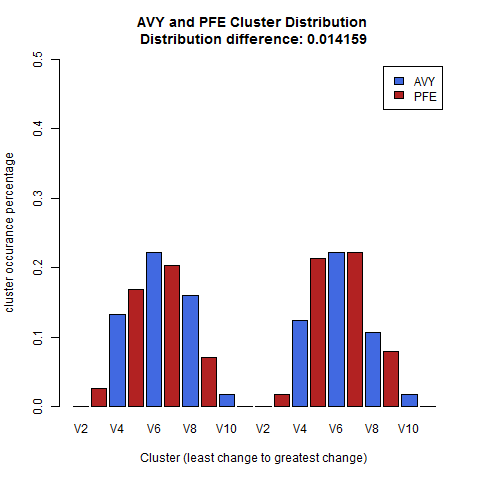 AVY and PFE Cluster Distribution
Distribution difference: 0.014159
AVY
PFE
cluster occurance percentage
0.5
0.4
0.3
0.2
0.1
0.0
V2 V4 V6 V8 V10 V2 V4 V6 V8 V10
Cluster (least change to greatest change)